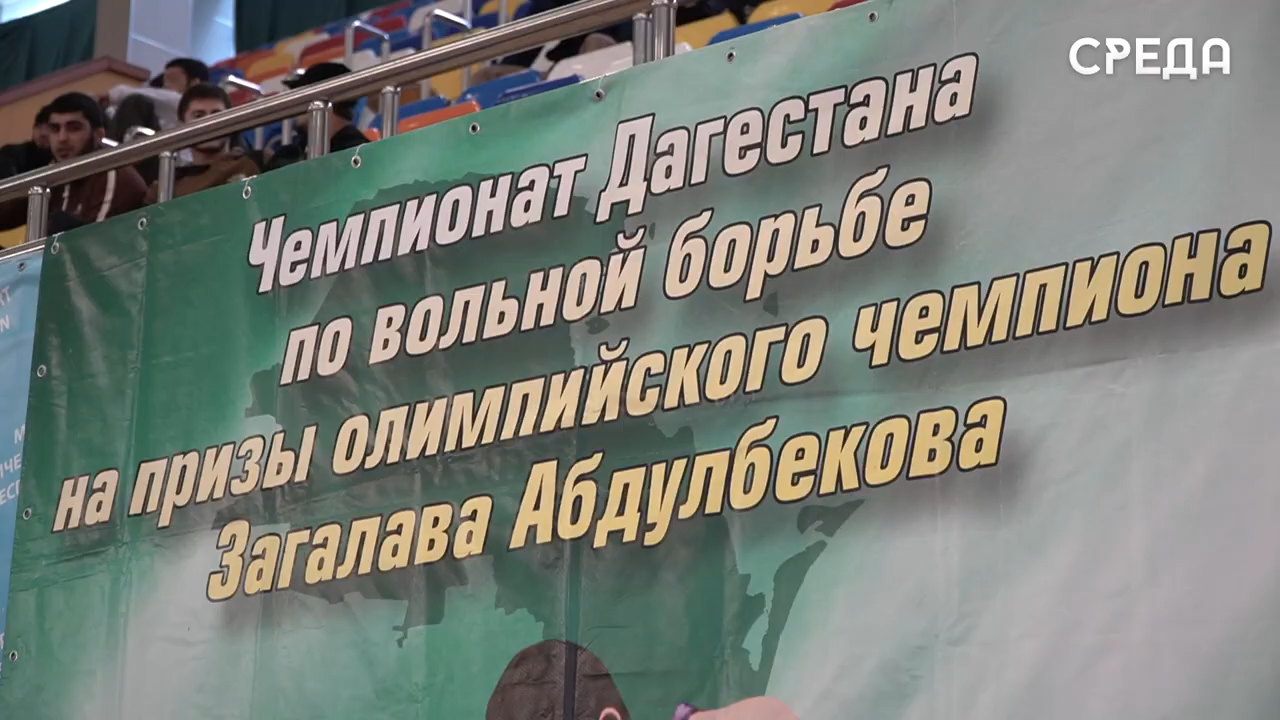 СРЕДА
Чемпионат Дагестана
по вольной борьбе
на призы олимпийского чемпиона
Загалава Абдулбекова